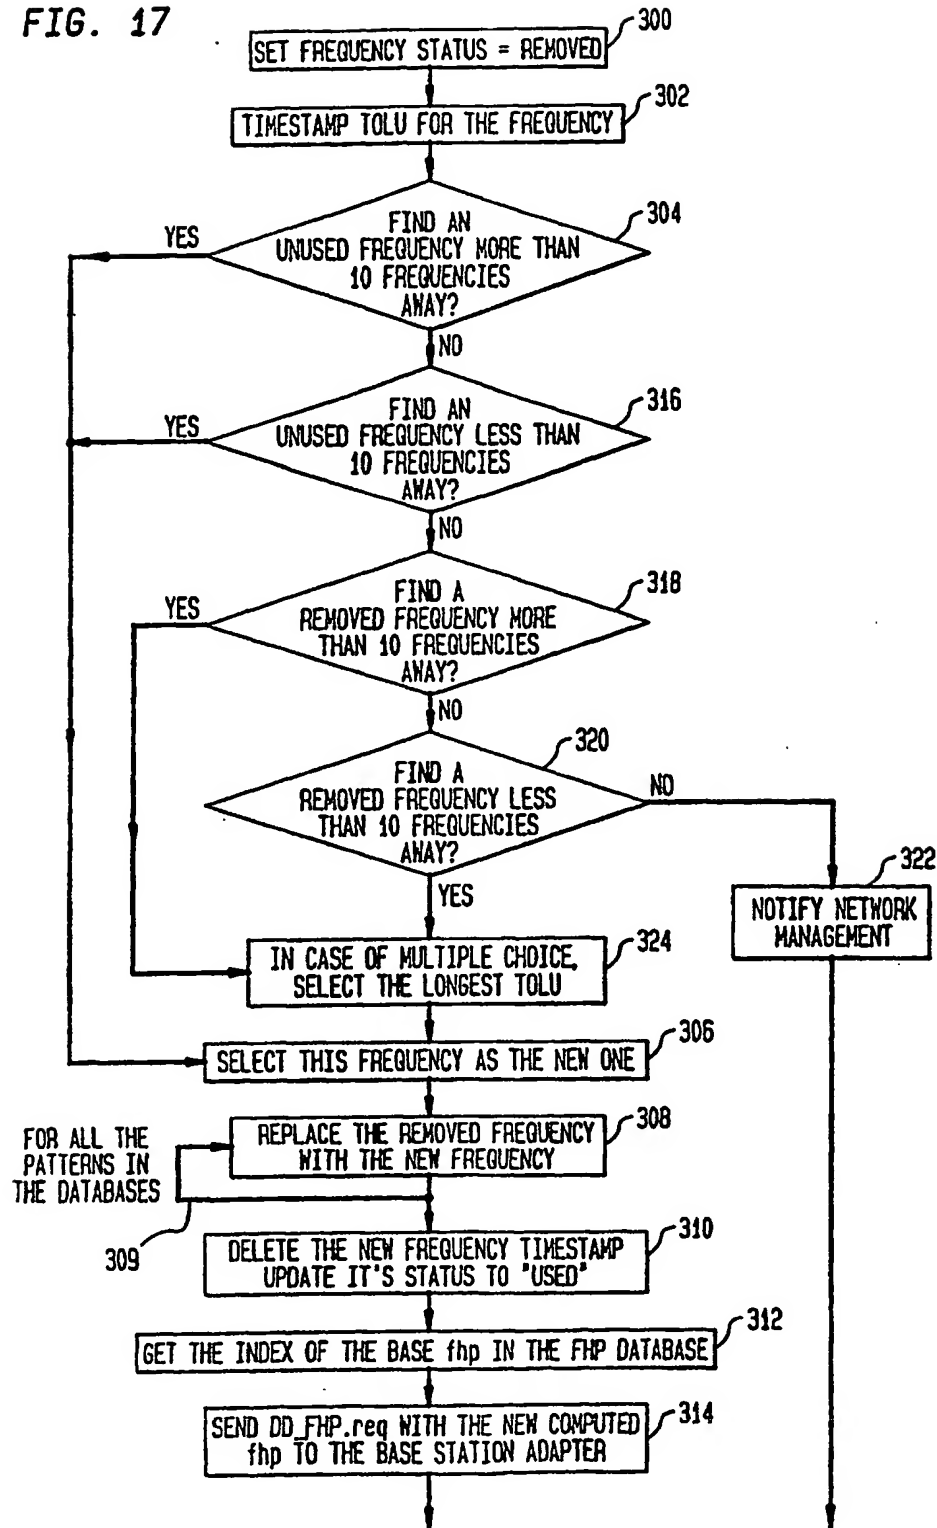 FIG. 17
300
SET FREQUENCY STATUS = REMOVED
302
TIMESTAMP TOLU FOR THE FREQUENCY
304
FIND AN
UNUSED FREQUENCY MORE THAN
10 FREQUENCIES
AWAY?
YES
NO
316
FIND AN
UNUSED FREQUENCY LESS THAN
10 FREQUENCIES
AWAY?
YES
NO
318
FIND A
REMOVED FREQUENCY MORE
THAN 10 FREQUENCIES
AWAY?
YES
NO
320
FIND A
REMOVED FREQUENCY LESS
THAN 10 FREQUENCIES
AWAY?
NO
YES
322
NOTIFY NETWORK
MANAGEMENT
324
IN CASE OF MULTIPLE CHOICE,
SELECT THE LONGEST TOLU
306
SELECT THIS FREQUENCY AS THE NEW ONE
308
REPLACE THE REMOVED FREQUENCY
WITH THE NEW FREQUENCY
FOR ALL THE
PATTERNS IN
THE DATABASES
309
310
DELETE THE NEW FREQUENCY TIMESTAMP
UPDATE IT'S STATUS TO "USED"
312
GET THE INDEX OF THE BASE fhp IN THE FHP DATABASE
314
SEND DD_FHP.req WITH THE NEW COMPUTED
fhp TO THE BASE STATION ADAPTER